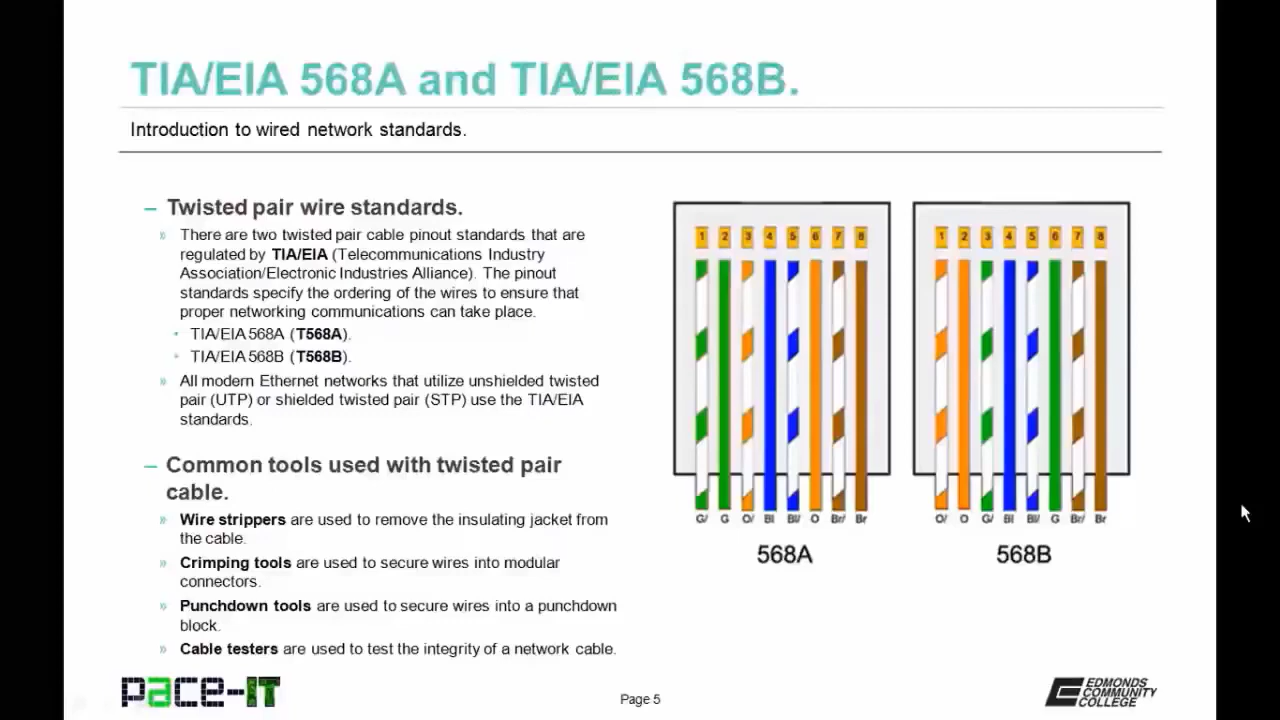 TIA/EIA 568A and TIA/EIA 568B.
Introduction to wired network standards.
– Twisted pair wire standards.
» There are two twisted pair cable pinout standards that are
regulated by TIA/EIA (Telecommunications Industry
Association/Electronic Industries Alliance). The pinout
standards specify the ordering of the wires to ensure that
proper networking communications can take place.
• TIA/EIA 568A (T568A).
• TIA/EIA 568B (T568B).
» All modern Ethernet networks that utilize unshielded twisted
pair (UTP) or shielded twisted pair (STP) use the TIA/EIA
standards.
– Common tools used with twisted pair
cable.
» Wire strippers are used to remove the insulating jacket from
the cable.
» Crimping tools are used to secure wires into modular
connectors.
» Punchdown tools are used to secure wires into a punchdown
block.
» Cable testers are used to test the integrity of a network cable.
1 2 3 4 5 6 7 8
G/ G O/ Bl Bl/ O Br/ Br
568A
1 2 3 4 5 6 7 8
O/ O G/ Bl Bl/ G Br/ Br
568B
pace-IT
Page 5
EDMONDS
COMMUNITY
COLLEGE